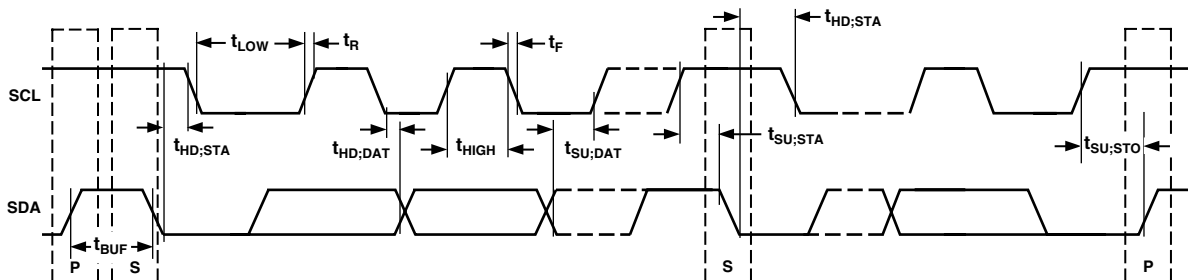 tHD;STA
tLOW
tR
tF
SCL
tHD;STA
tHD;DAT
tHIGH
tSU;DAT
tSU;STA
tSU;STO
SDA
tBUF
P
S
S
P